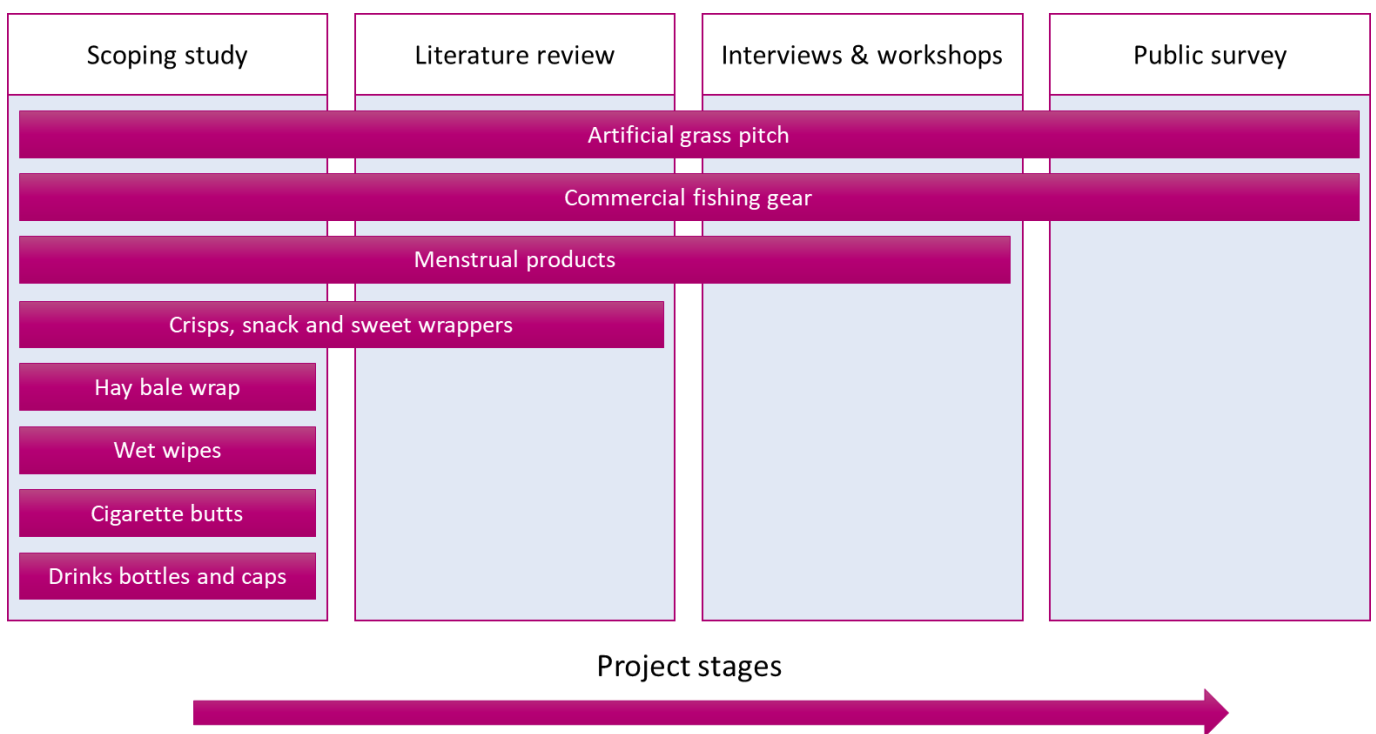 Scoping study
Literature review
Interviews & workshops
Public survey
Artificial grass pitch
Commercial fishing gear
Menstrual products
Crisps, snack and sweet wrappers
Hay bale wrap
Wet wipes
Cigarette butts
Drinks bottles and caps
Project stages